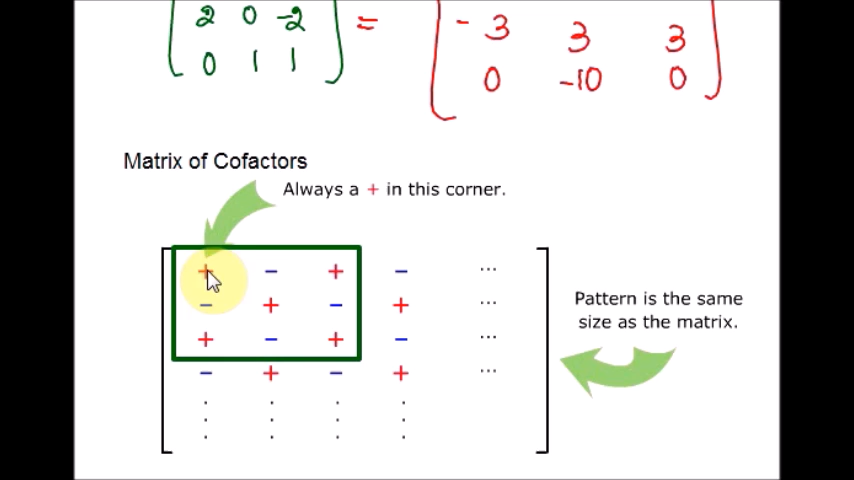 2 0 -2 = - 3 3 3
0 1 1 0 -10 0
Matrix of Cofactors
Always a + in this corner.
+ - + - ...
- + - + ...
+ - + - ...
- + - + ...
Pattern is the same
size as the matrix.